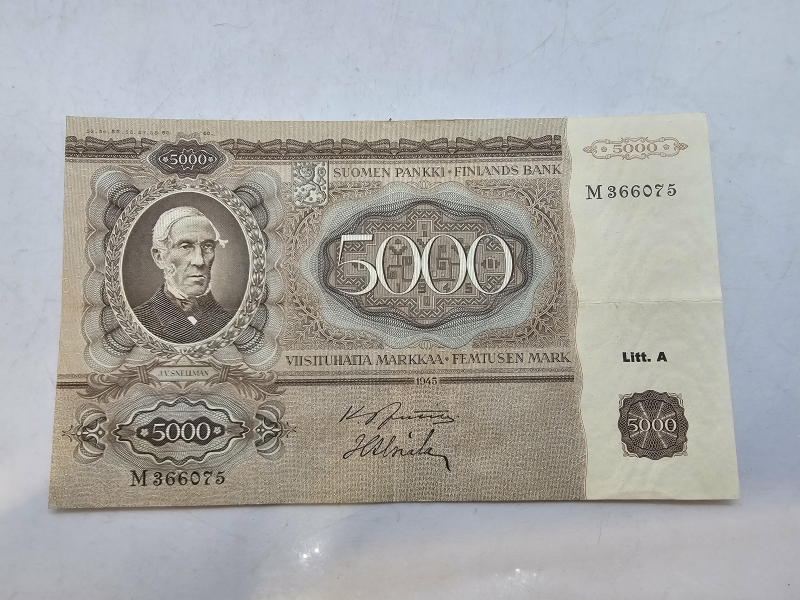 5000
5000
SUOMEN PANKKI · FINLANDS BANK
M 366075
5000
VIISITUHATTA MARKKAA · FEMTUSEN MARK
Litt. A
J.V. SNELLMAN
1945
5000
5000
M 366075